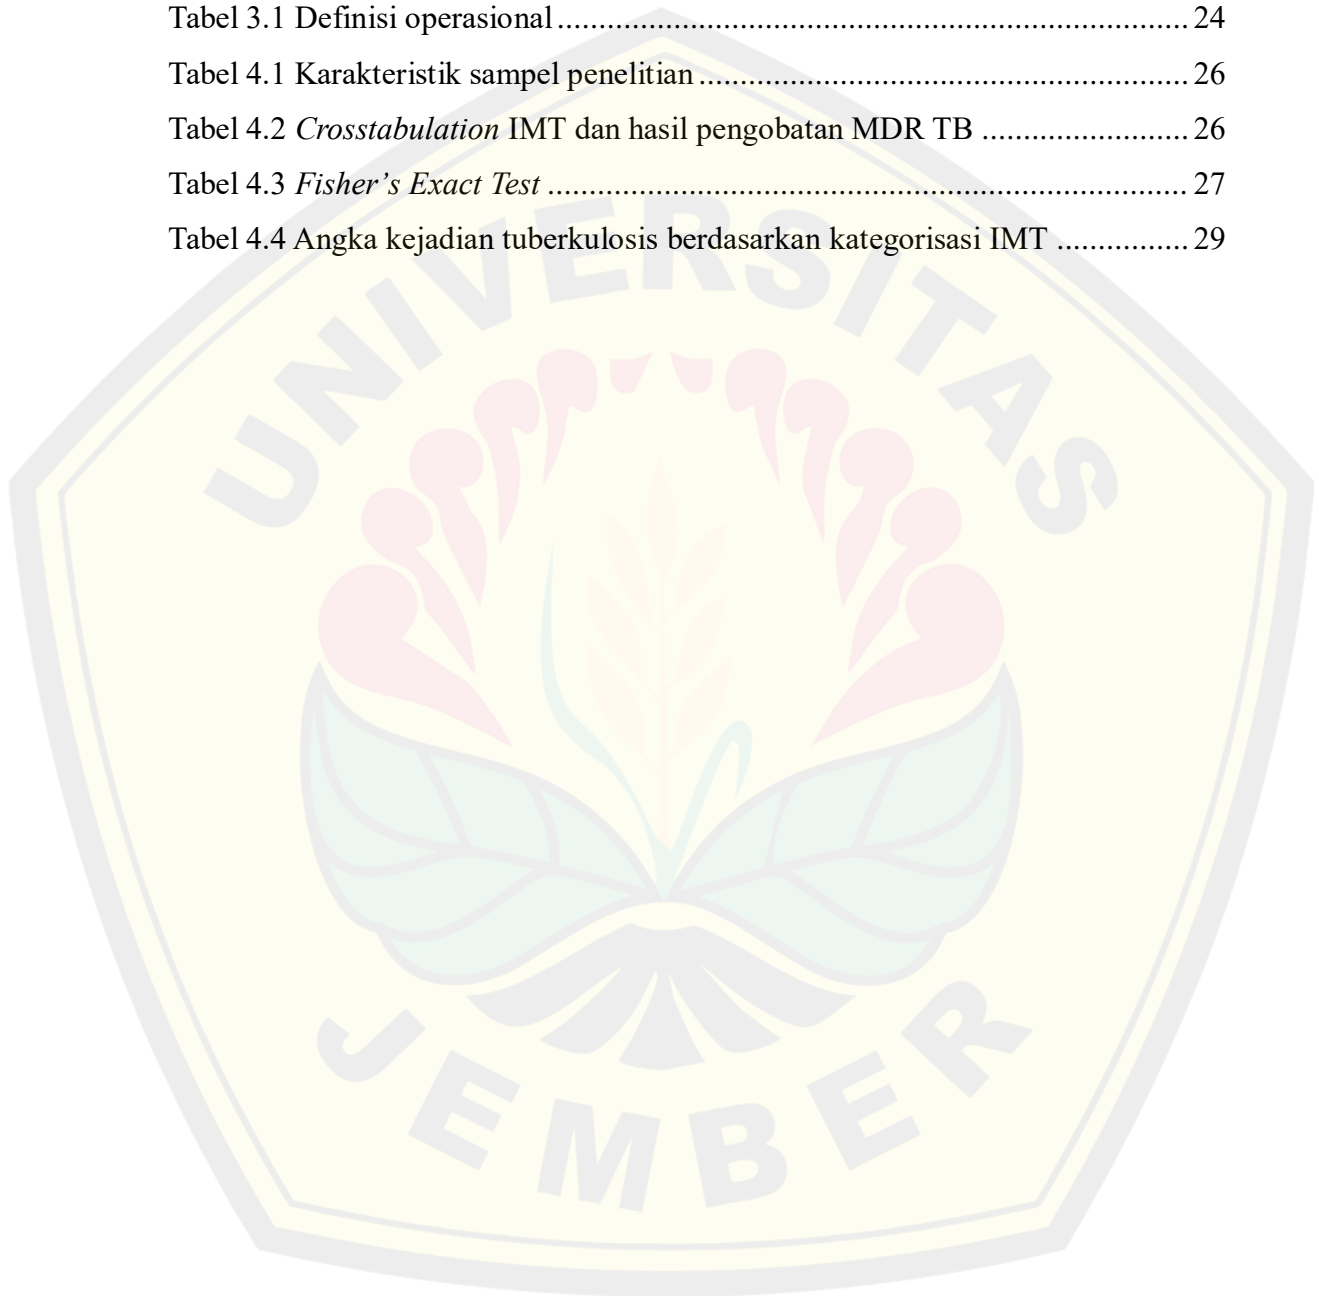 Tabel 3.1 Definisi operasional ........................................................................... 24
Tabel 4.1 Karakteristik sampel penelitian .......................................................... 26
Tabel 4.2 Crosstabulation IMT dan hasil pengobatan MDR TB ......................... 26
Tabel 4.3 Fisher’s Exact Test ............................................................................ 27
Tabel 4.4 Angka kejadian tuberkulosis berdasarkan kategorisasi IMT ................ 29
UNIVERSITAS
JEMBER